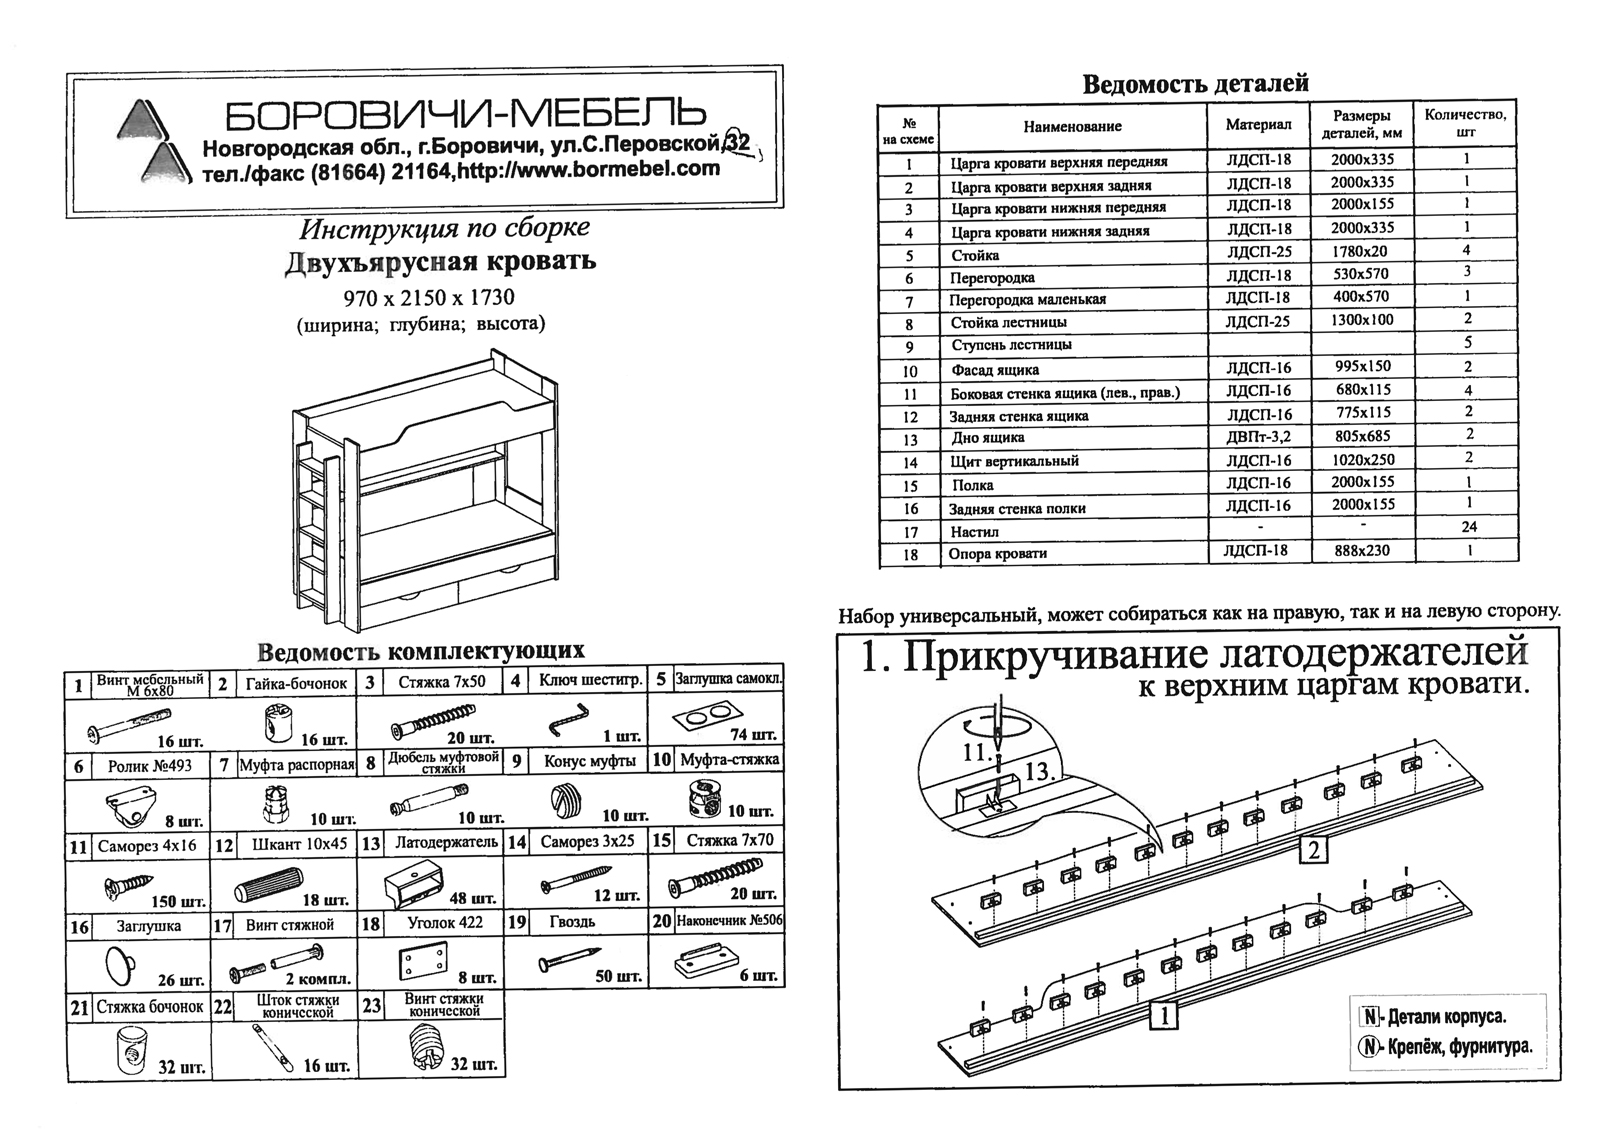 БОРОВИЧИ-МЕБЕЛЬ
Новгородская обл., г.Боровичи, ул.С.Перовской,32
тел./факс (81664) 21164,http://www.bormebel.com
Инструкция по сборке
Двухъярусная кровать
970 х 2150 х 1730
(ширина; глубина; высота)
Ведомость комплектующих
1 Винт мебельный М 6х80 2 Гайка-бочонок 3 Стяжка 7х50 4 Ключ шестигр. 5 Заглушка самокл.
16 шт. 16 шт. 20 шт. 1 шт. 74 шт.
6 Ролик №493 7 Муфта распорная 8 Дюбель муфтовой стяжки 9 Конус муфты 10 Муфта-стяжка
8 шт. 10 шт. 10 шт. 10 шт. 10 шт.
11 Саморез 4х16 12 Шкант 10х45 13 Латодержатель 14 Саморез 3х25 15 Стяжка 7х70
150 шт. 18 шт. 48 шт. 12 шт. 20 шт.
16 Заглушка 17 Винт стяжной 18 Уголок 422 19 Гвоздь 20 Наконечник №506
26 шт. 2 компл. 8 шт. 50 шт. 6 шт.
21 Стяжка бочонок 22 Шток стяжки конической 23 Винт стяжки конической
32 шт. 16 шт. 32 шт.
Ведомость деталей
№ на схеме Наименование Материал Размеры деталей, мм Количество, шт
1 Царга кровати верхняя передняя ЛДСП-18 2000х335 1
2 Царга кровати верхняя задняя ЛДСП-18 2000х335 1
3 Царга кровати нижняя передняя ЛДСП-18 2000х155 1
4 Царга кровати нижняя задняя ЛДСП-18 2000х335 1
5 Стойка ЛДСП-25 1780х20 4
6 Перегородка ЛДСП-18 530х570 3
7 Перегородка маленькая ЛДСП-18 400х570 1
8 Стойка лестницы ЛДСП-25 1300х100 2
9 Ступень лестницы 5
10 Фасад ящика ЛДСП-16 995х150 2
11 Боковая стенка ящика (лев., прав.) ЛДСП-16 680х115 4
12 Задняя стенка ящика ЛДСП-16 775х115 2
13 Дно ящика ДВПт-3,2 805х685 2
14 Щит вертикальный ЛДСП-16 1020х250 2
15 Полка ЛДСП-16 2000х155 1
16 Задняя стенка полки ЛДСП-16 2000х155 1
17 Настил - - 24
18 Опора кровати ЛДСП-18 888х230 1
Набор универсальный, может собираться как на правую, так и на левую сторону.
1. Прикручивание латодержателей
к верхним царгам кровати.
11.
13.
2
1
N - Детали корпуса.
N - Крепёж, фурнитура.